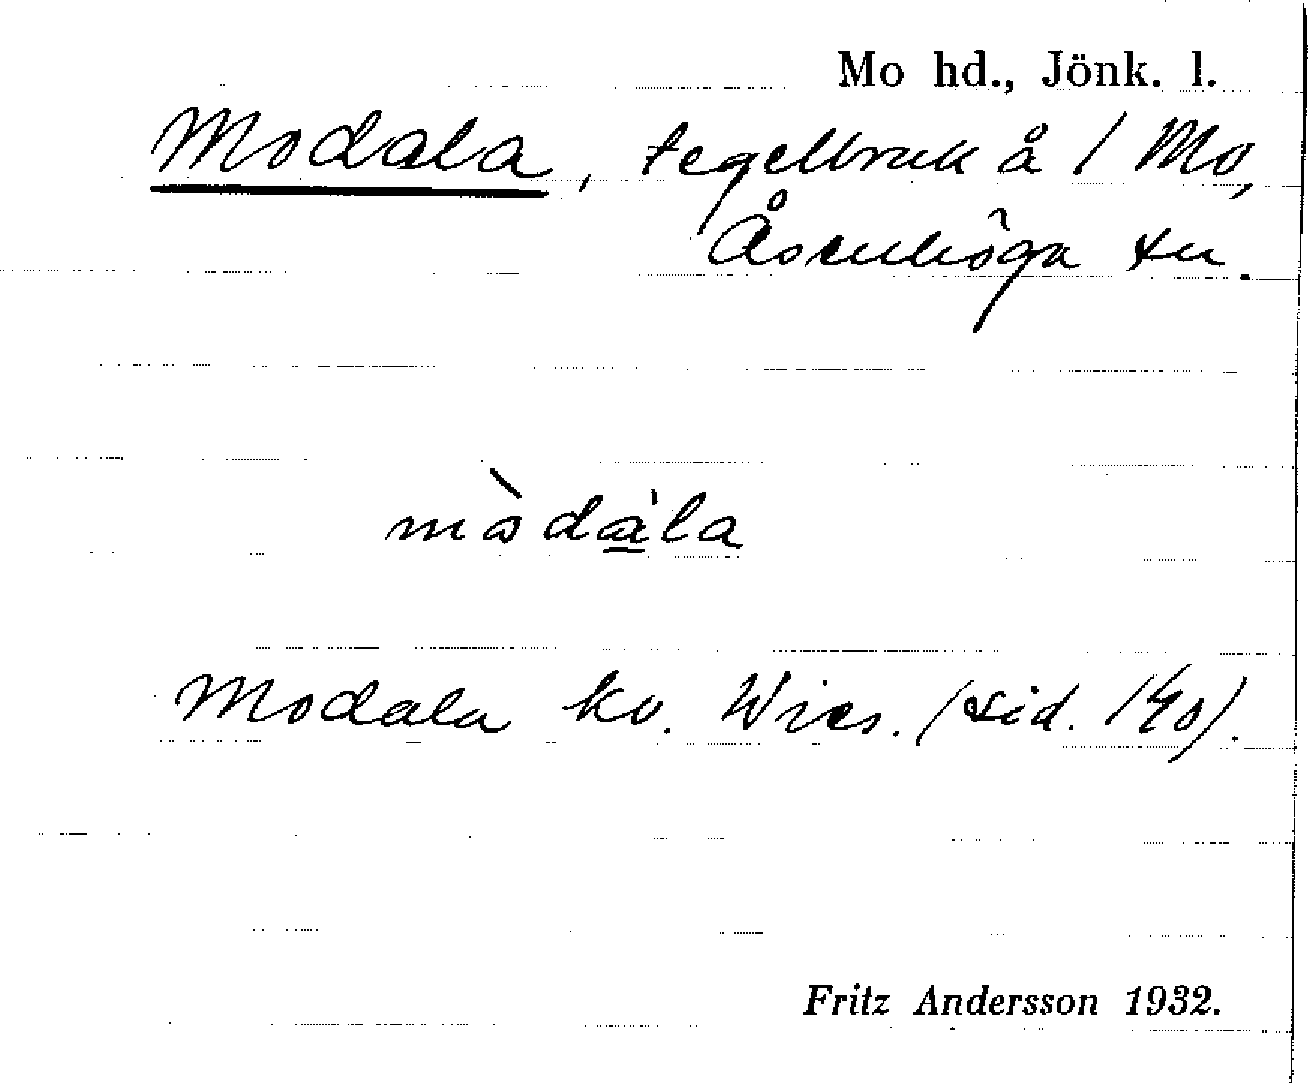 Mo hd., Jönk. l.
Modala, tegelbruk å 1 Mo,
Åsenhöga sn.
mòdàla
Modala kv. Wies. (sid. 140).
Fritz Andersson 1932.